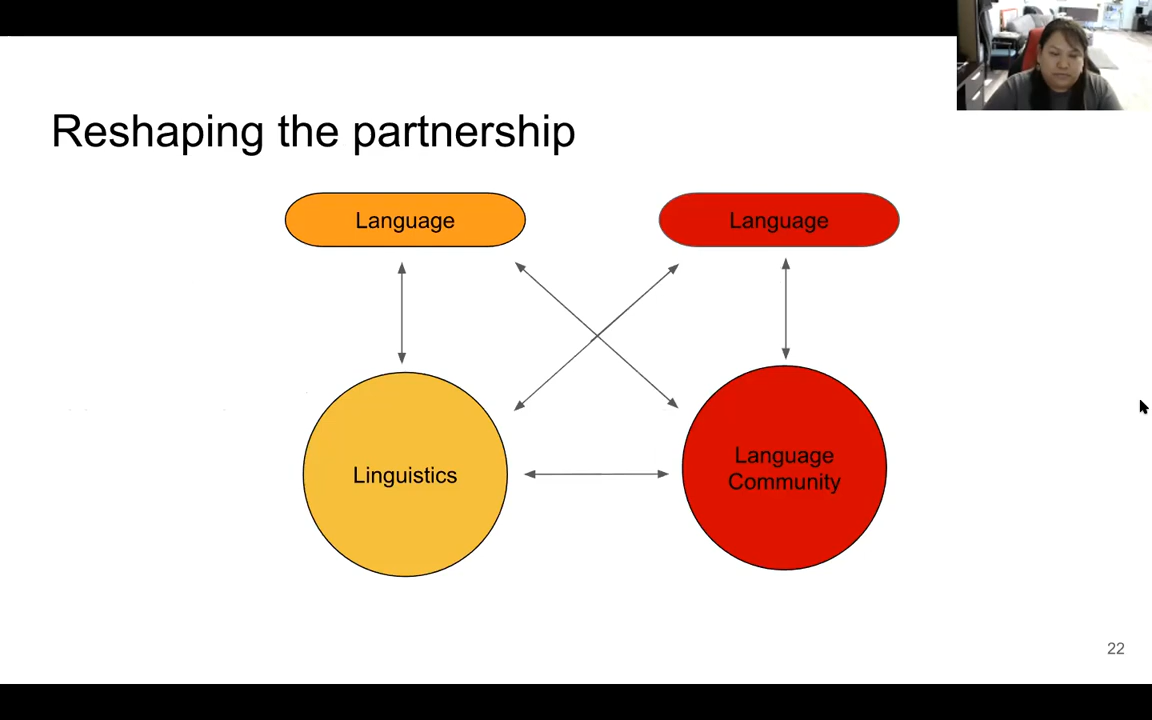 Reshaping the partnership
Language
Language
Linguistics
Language
Community
22